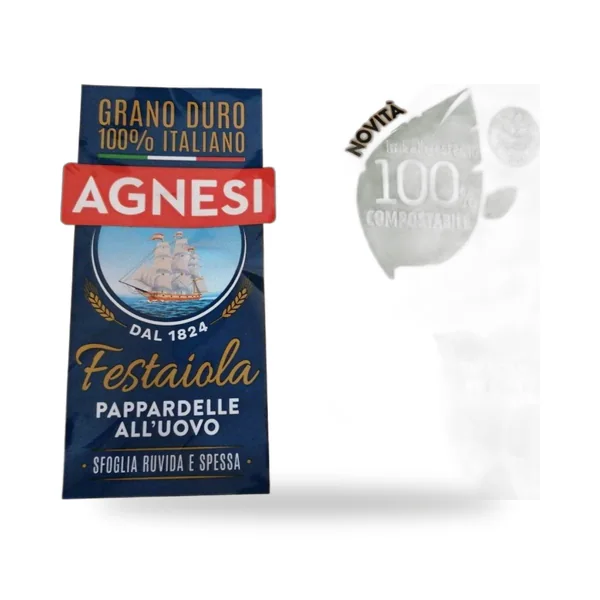 GRANO DURO
100% ITALIANO
AGNESI
DAL 1824
Festaiola
PAPPARDELLE
ALL'UOVO
· SFOGLIA RUVIDA E SPESSA ·
NOVITÀ
100%
COMPOSTABILE